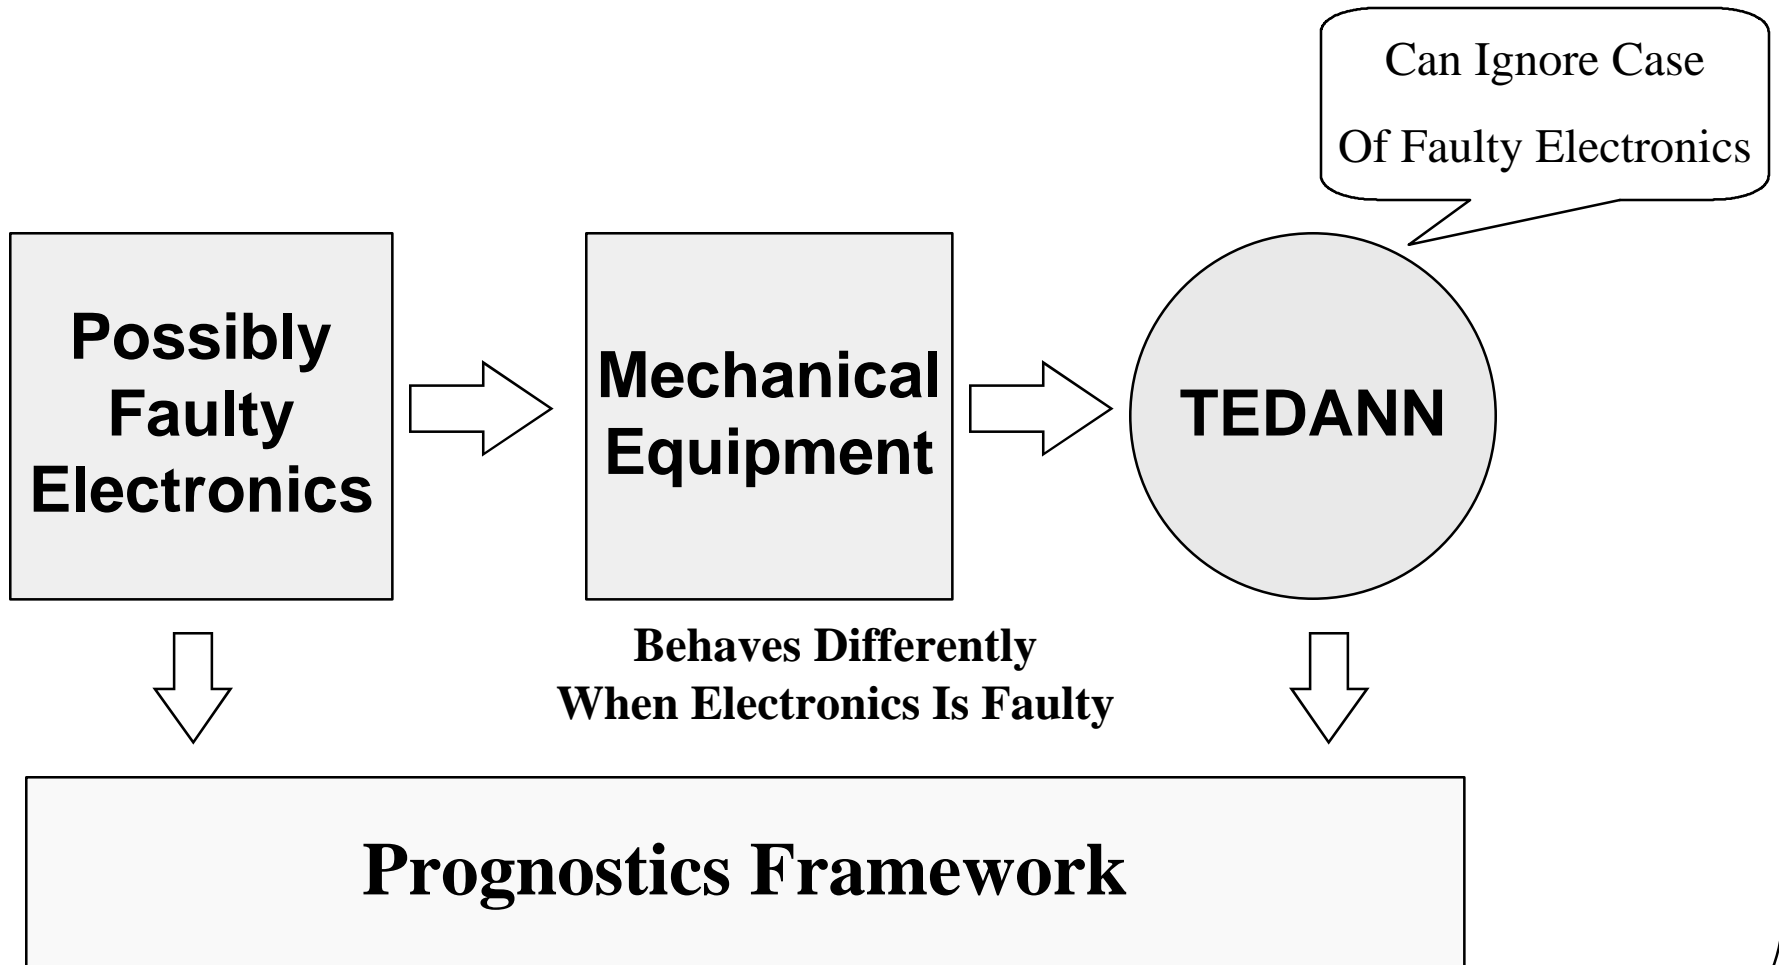 Can Ignore Case
Of Faulty Electronics
Possibly
Faulty
Electronics
Mechanical
Equipment
TEDANN
Behaves Differently
When Electronics Is Faulty
Prognostics Framework